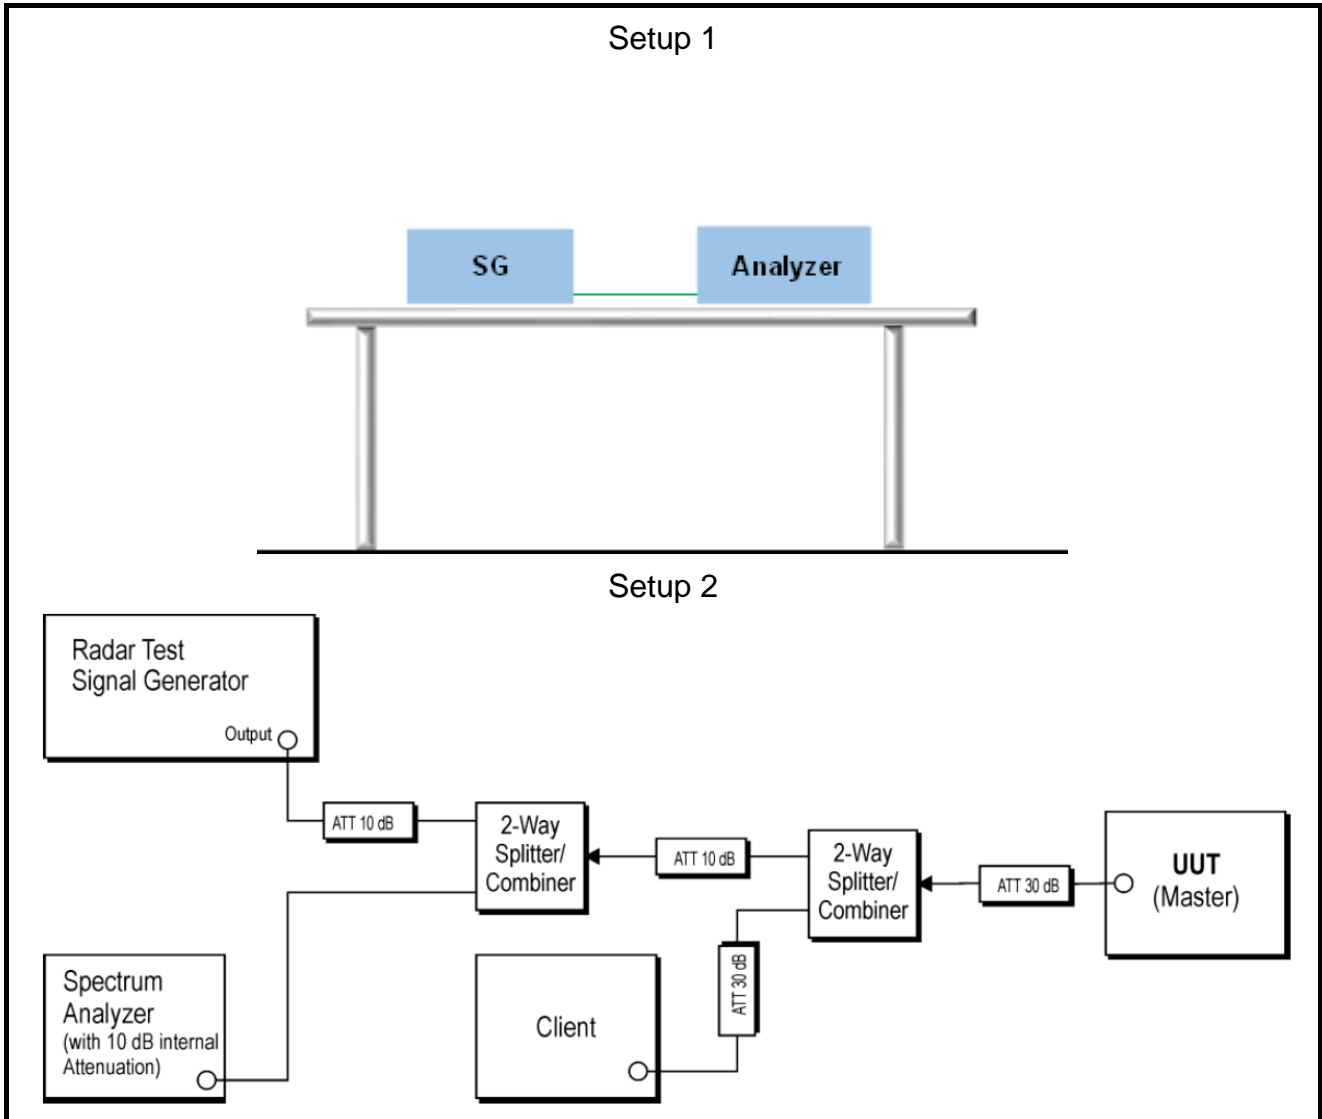 Setup 1
SG
Analyzer
Setup 2
Radar Test
Signal Generator
Output
ATT 10 dB
2-Way
Splitter/
Combiner
ATT 10 dB
2-Way
Splitter/
Combiner
ATT 30 dB
UUT
(Master)
Spectrum
Analyzer
(with 10 dB internal
Attenuation)
Client
ATT 30 dB